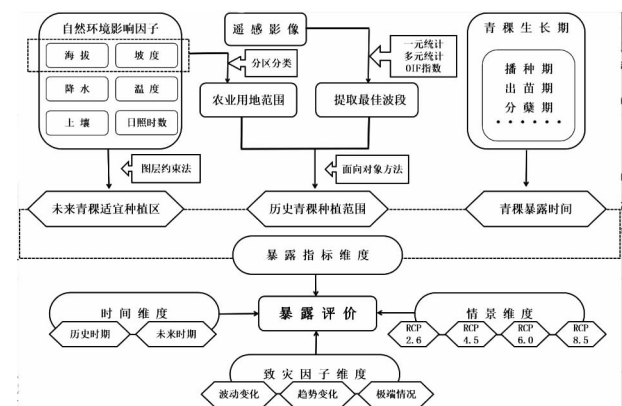 自然环境影响因子
海拔
坡度
降水
温度
土壤
日照时数
遥感影像
分区分类
一元统计
多元统计
OIF指数
农业用地范围
提取最佳波段
青稞生长期
播种期
出苗期
分蘖期
······
图层约束法
面向对象方法
未来青稞适宜种植区
历史青稞种植范围
青稞暴露时间
暴露指标维度
时间维度
历史时期
未来时期
暴露评价
情景维度
RCP
2.6
RCP
4.5
RCP
6.0
RCP
8.5
致灾因子维度
波动变化
趋势变化
极端情况